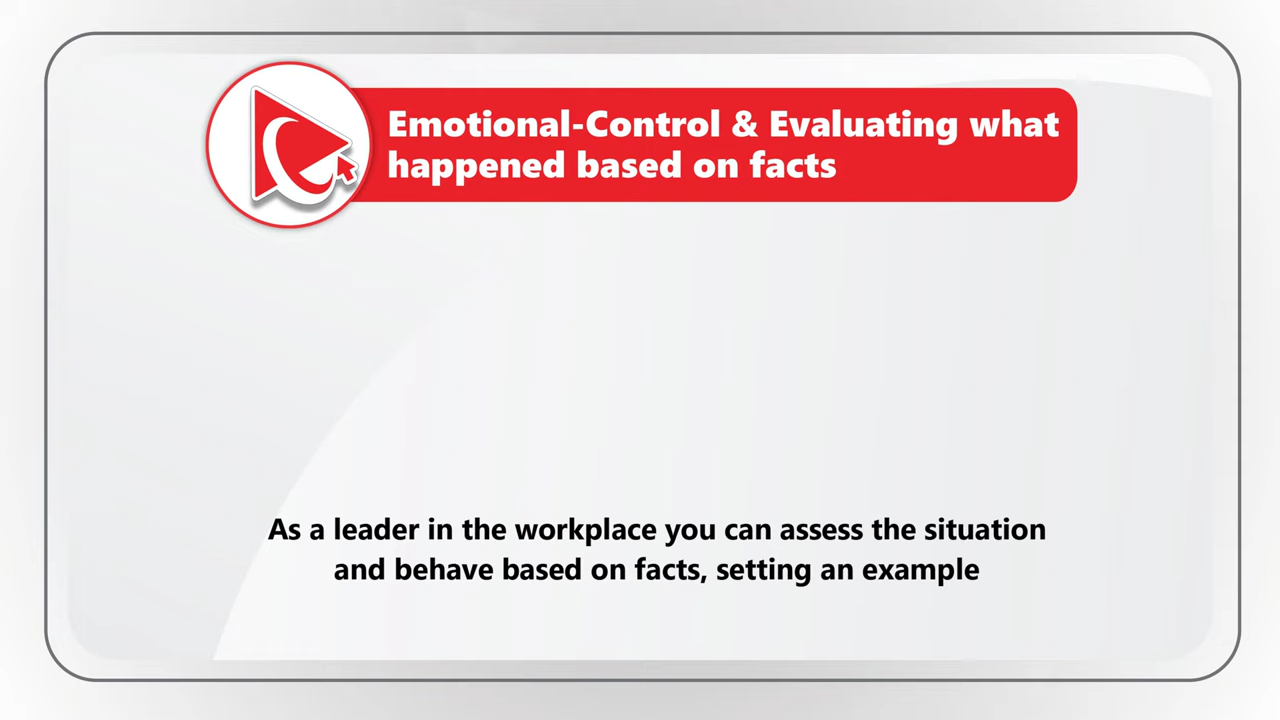 Emotional-Control & Evaluating what
happened based on facts
As a leader in the workplace you can assess the situation
and behave based on facts, setting an example